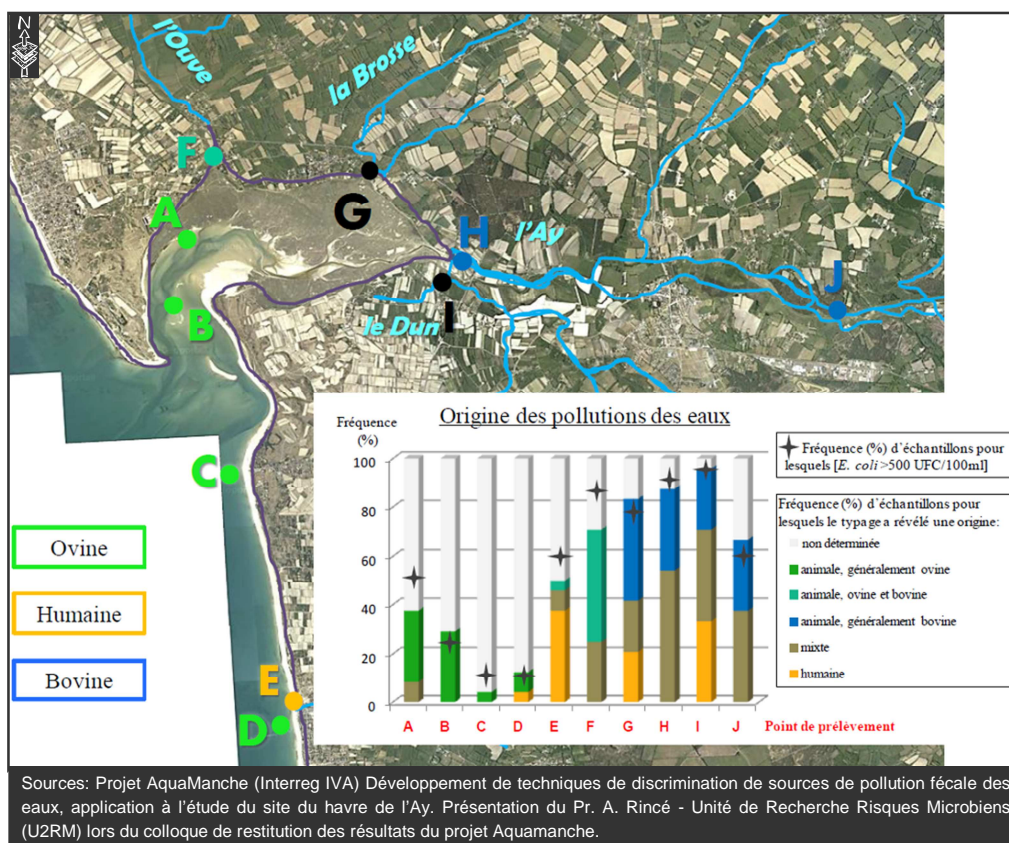 N
l'Ouve
la Brosse
F
A
G
H
l'Ay
J
B
le Dun
I
C
Ovine
Humaine
Bovine
E
D
Origine des pollutions des eaux
Fréquence
(%)
100
80
60
40
20
0
A B C D E F G H I J
Point de prélèvement
Fréquence (%) d'échantillons pour
lesquels [E. coli >500 UFC/100ml]
Fréquence (%) d'échantillons pour
lesquels le typage a révélé une origine:
non déterminée
animale, généralement ovine
animale, ovine et bovine
animale, généralement bovine
mixte
humaine
Sources: Projet AquaManche (Interreg IVA) Développement de techniques de discrimination de sources de pollution fécale des
eaux, application à l'étude du site du havre de l'Ay. Présentation du Pr. A. Rincé - Unité de Recherche Risques Microbiens
(U2RM) lors du colloque de restitution des résultats du projet Aquamanche.